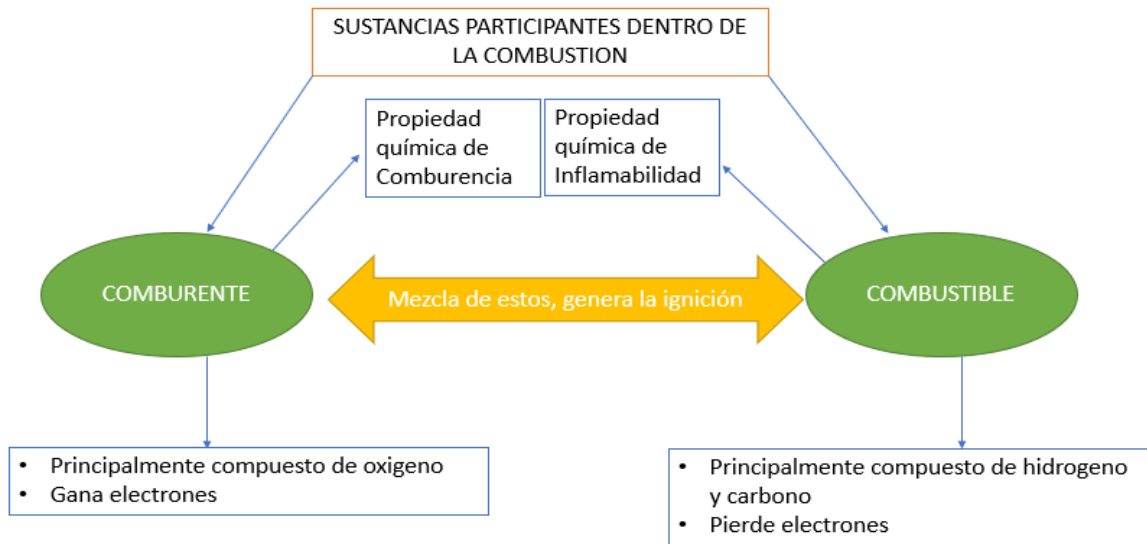 SUSTANCIAS PARTICIPANTES DENTRO DE
LA COMBUSTION
Propiedad
química de
Comburencia
Propiedad
química de
Inflamabilidad
COMBURENTE
Mezcla de estos, genera la ignición
COMBUSTIBLE
• Principalmente compuesto de oxigeno
• Gana electrones
• Principalmente compuesto de hidrogeno
y carbono
• Pierde electrones